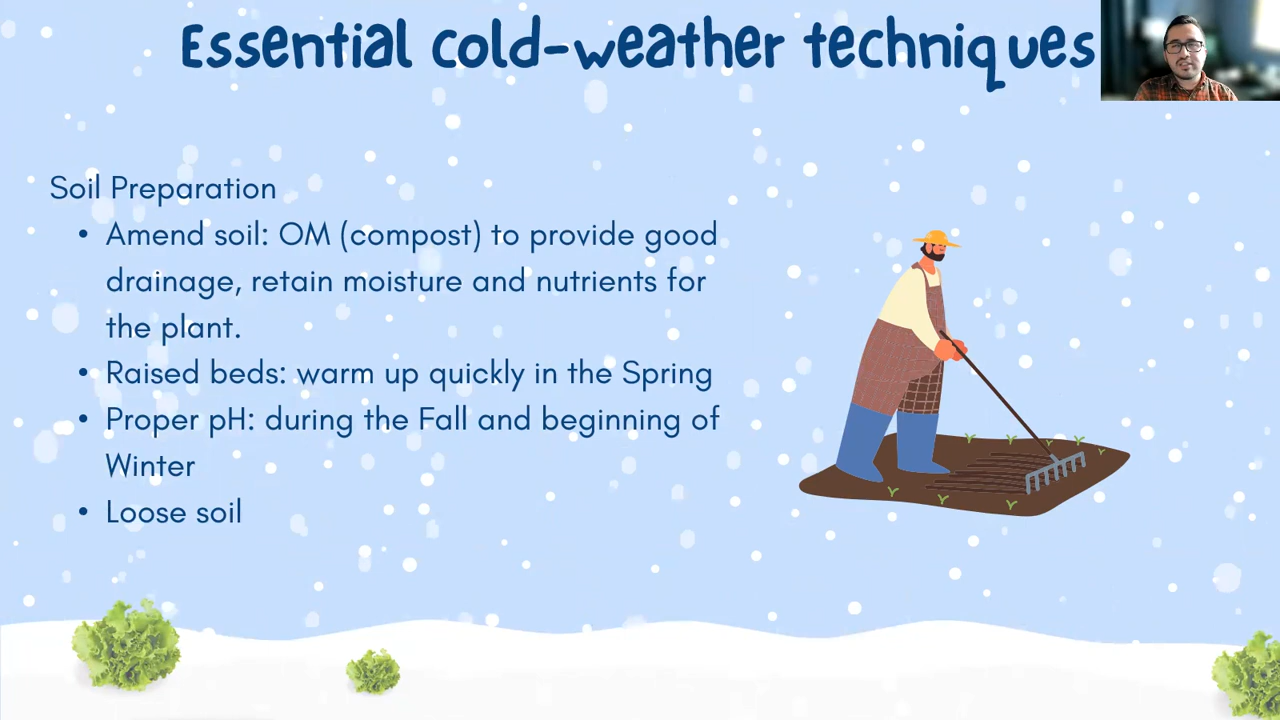 Essential cold-weather techniques
Soil Preparation
• Amend soil: OM (compost) to provide good
drainage, retain moisture and nutrients for
the plant.
• Raised beds: warm up quickly in the Spring
• Proper pH: during the Fall and beginning of
Winter
• Loose soil